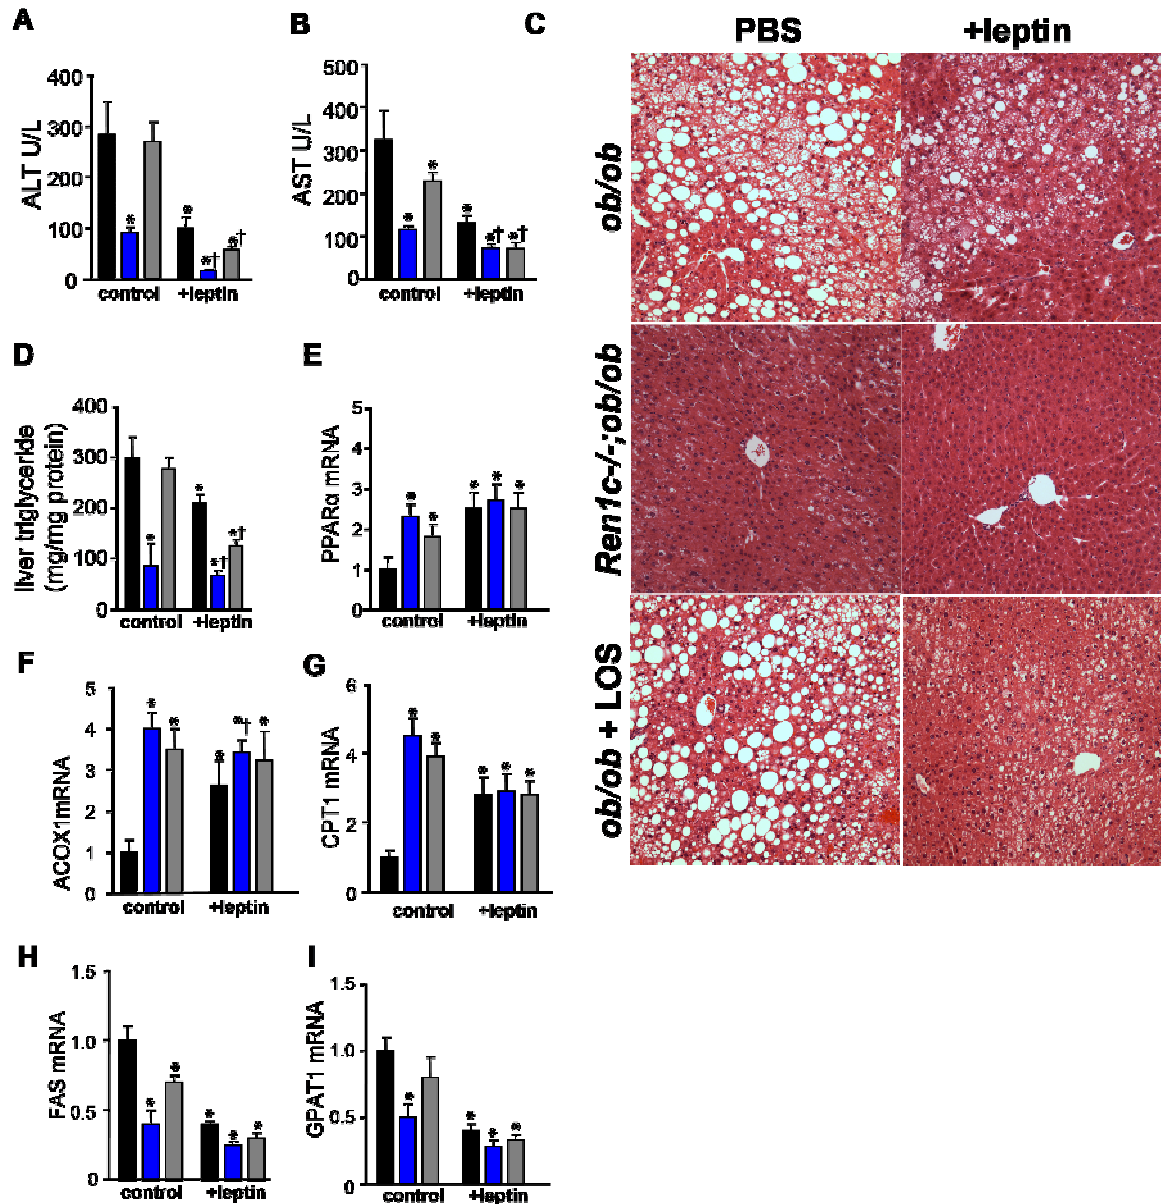 A
ALT U/L
400
300
200
100
0
*
*
*†
*†
control +leptin
B
AST U/L
500
400
300
200
100
0
*
*
*
*†
*†
control +leptin
C
PBS +leptin
ob/ob
Ren1c-/-;ob/ob
ob/ob + LOS
D
liver triglyceride
(mg/mg protein)
400
300
200
100
0
*
*
*†
*†
control +leptin
E
PPARα mRNA
5
4
3
2
1
0
*
*
*
*
*
control +leptin
F
ACOX1mRNA
5
4
3
2
1
0
*
*
*
*†
*
control +leptin
G
CPT1 mRNA
6
4
2
0
*
*
*
*
*
control +leptin
H
FAS mRNA
1.5
1.0
0.5
0
*
*
*
*
*
control +leptin
I
GPAT1 mRNA
1.5
1.0
0.5
0
*
*
*
*
control +leptin